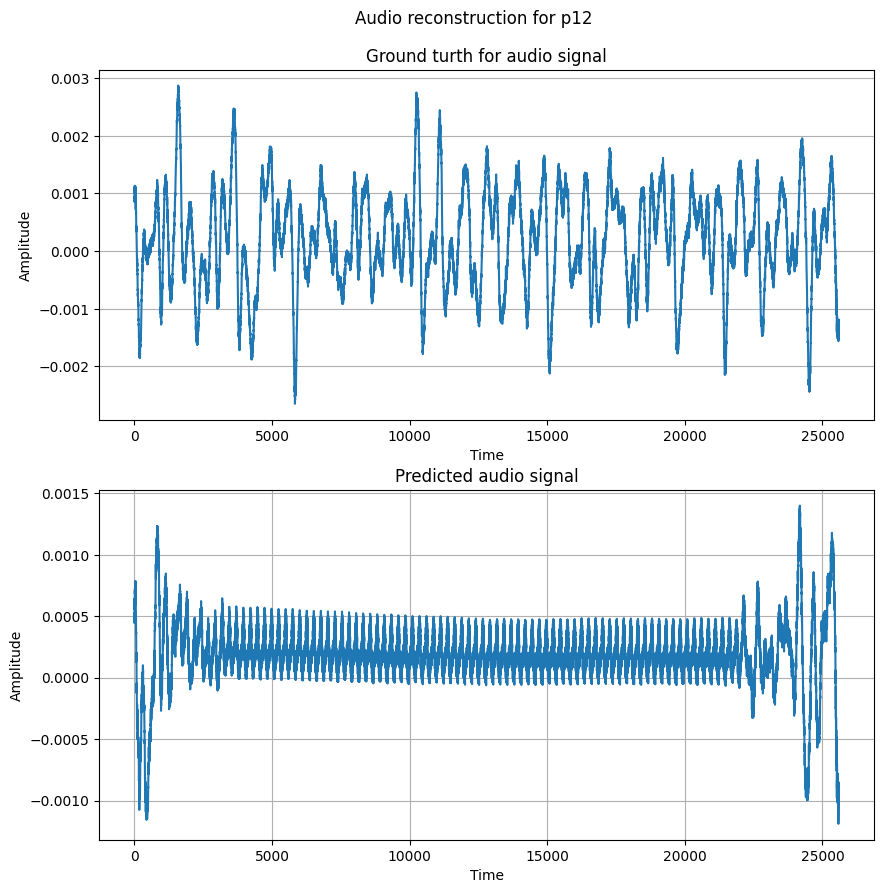 Audio reconstruction for p12
Ground turth for audio signal
0.003
0.002
0.001
0.000
−0.001
−0.002
Amplitude
0 5000 10000 15000 20000 25000
Time
Predicted audio signal
0.0015
0.0010
0.0005
0.0000
−0.0005
−0.0010
Amplitude
0 5000 10000 15000 20000 25000
Time